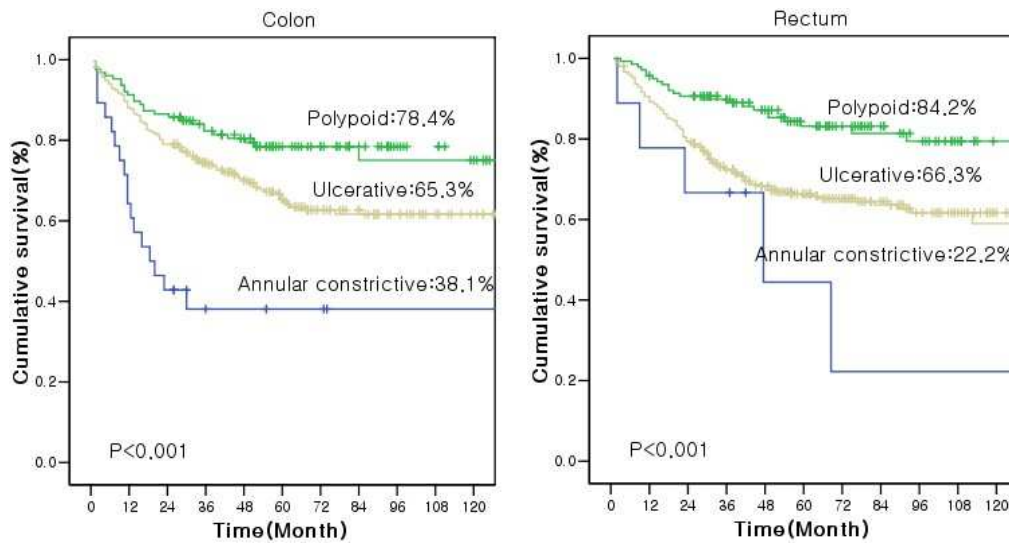 Colon
Cumulative survival(%)
1.0
0.8
0.6
0.4
0.2
0.0
Polypoid:78.4%
Ulcerative:65.3%
Annular constrictive:38.1%
P<0.001
0 12 24 36 48 60 72 84 96 108 120
Time(Month)
Rectum
Cumulative survival(%)
1.0
0.8
0.6
0.4
0.2
0.0
Polypoid:84.2%
Ulcerative:66.3%
Annular constrictive:22.2%
P<0.001
0 12 24 36 48 60 72 84 96 108 120
Time(Month)